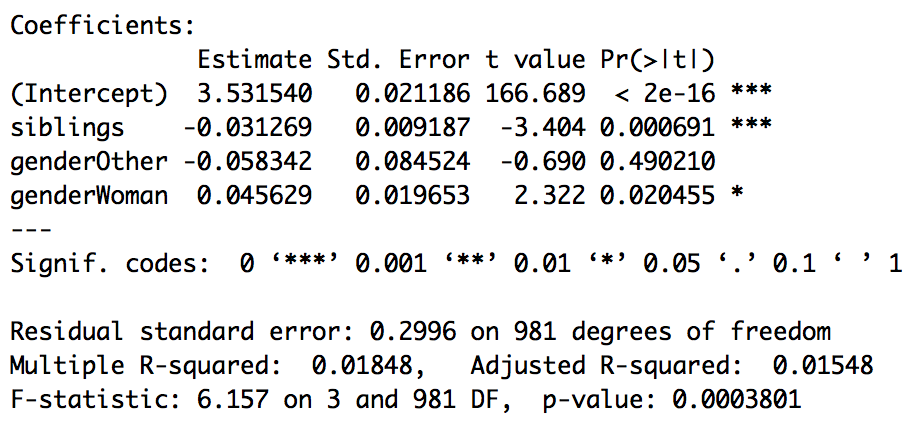 Coefficients:
Estimate Std. Error t value Pr(>|t|)
(Intercept) 3.531540 0.021186 166.689 < 2e-16 ***
siblings -0.031269 0.009187 -3.404 0.000691 ***
genderOther -0.058342 0.084524 -0.690 0.490210
genderWoman 0.045629 0.019653 2.322 0.020455 *
---
Signif. codes: 0 ‘***’ 0.001 ‘**’ 0.01 ‘*’ 0.05 ‘.’ 0.1 ‘ ’ 1
Residual standard error: 0.2996 on 981 degrees of freedom
Multiple R-squared: 0.01848, Adjusted R-squared: 0.01548
F-statistic: 6.157 on 3 and 981 DF, p-value: 0.0003801